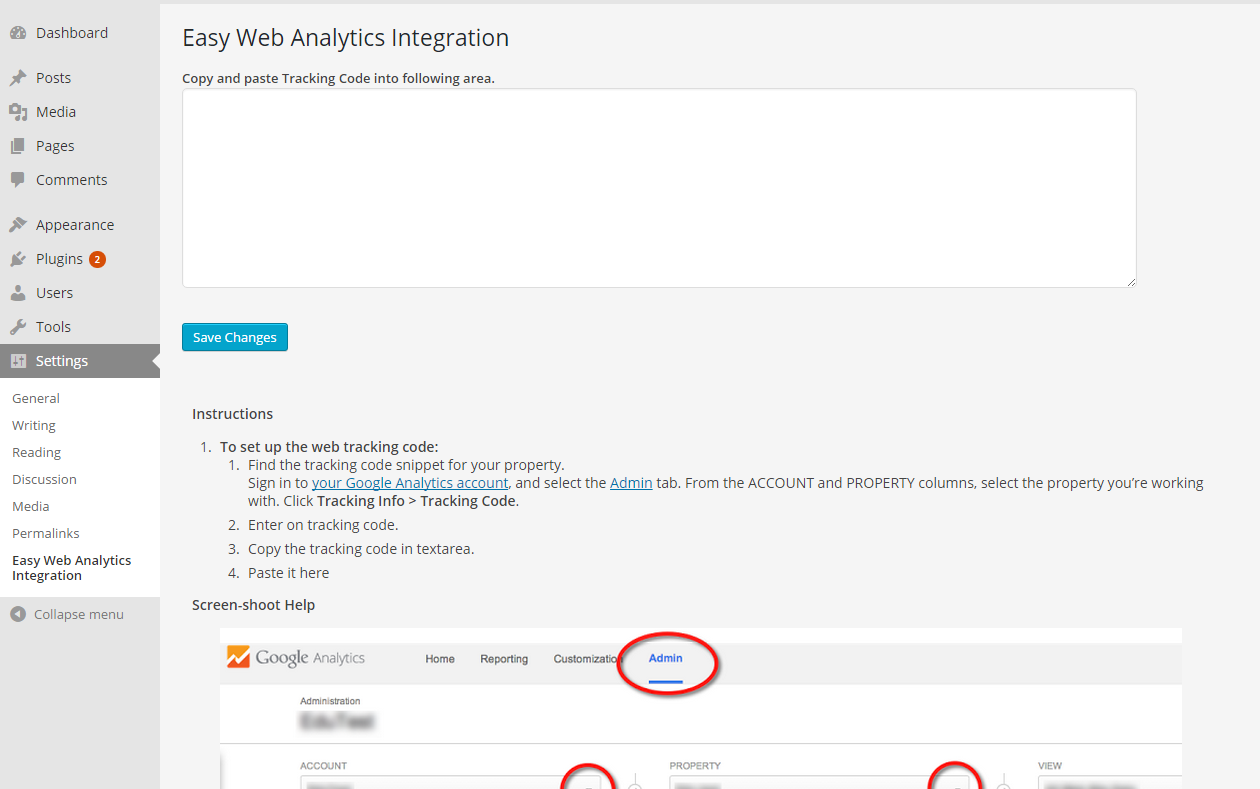 Dashboard
Posts
Media
Pages
Comments
Appearance
Plugins 2
Users
Tools
Settings
General
Writing
Reading
Discussion
Media
Permalinks
Easy Web Analytics
Integration
Collapse menu
Easy Web Analytics Integration
Copy and paste Tracking Code into following area.
Save Changes
Instructions
1. To set up the web tracking code:
1. Find the tracking code snippet for your property.
Sign in to your Google Analytics account, and select the Admin tab. From the ACCOUNT and PROPERTY columns, select the property you’re working
with. Click Tracking Info > Tracking Code.
2. Enter on tracking code.
3. Copy the tracking code in textarea.
4. Paste it here
Screen-shoot Help
Google Analytics Home Reporting Customization Admin
Administration
ACCOUNT PROPERTY VIEW